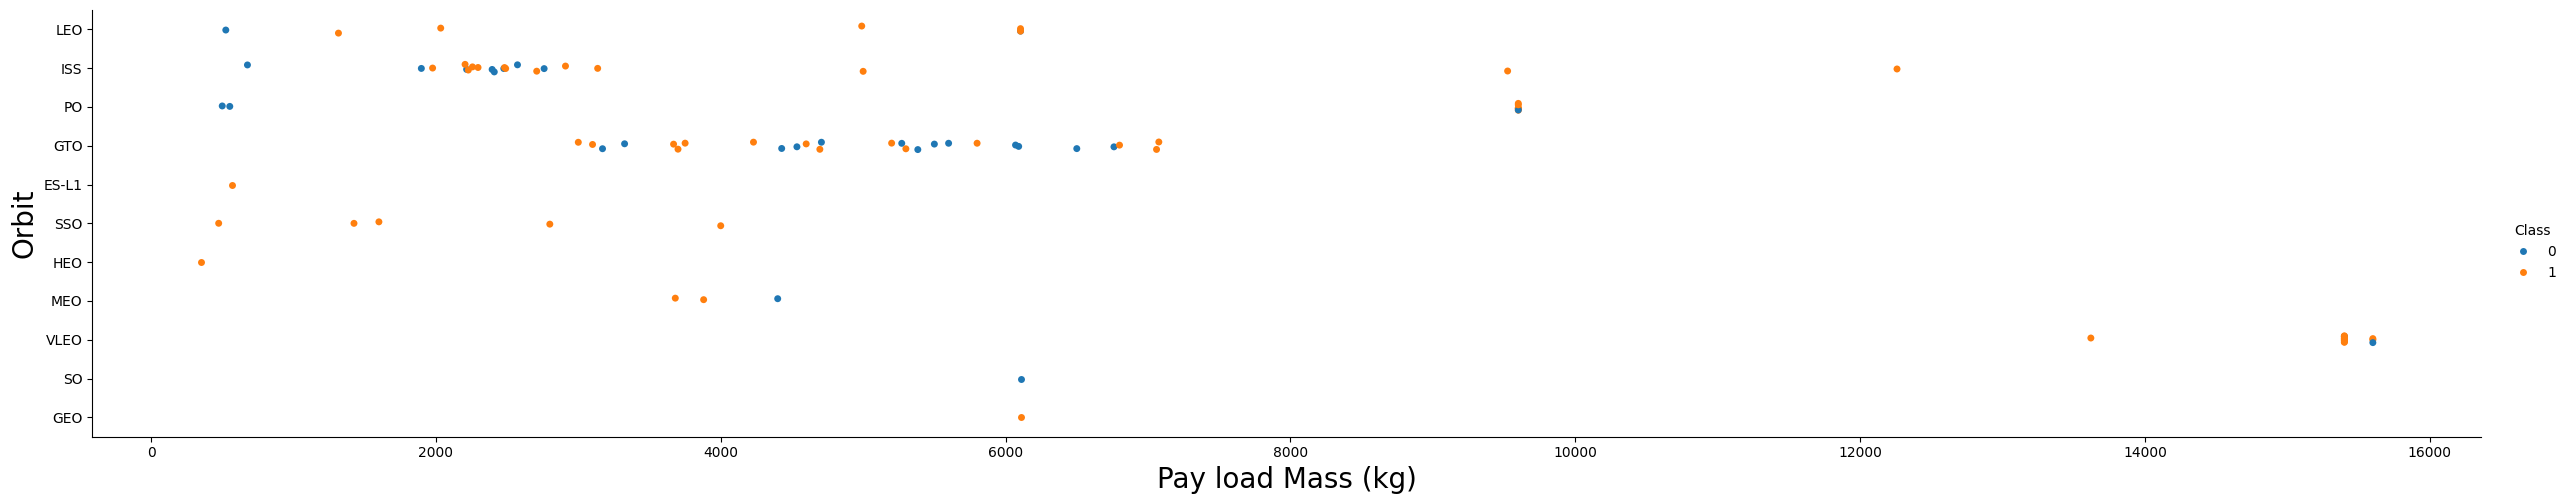 LEO
ISS
PO
GTO
ES-L1
SSO
HEO
MEO
VLEO
SO
GEO
Orbit
0 2000 4000 6000 8000 10000 12000 14000 16000
Pay load Mass (kg)
Class
0
1